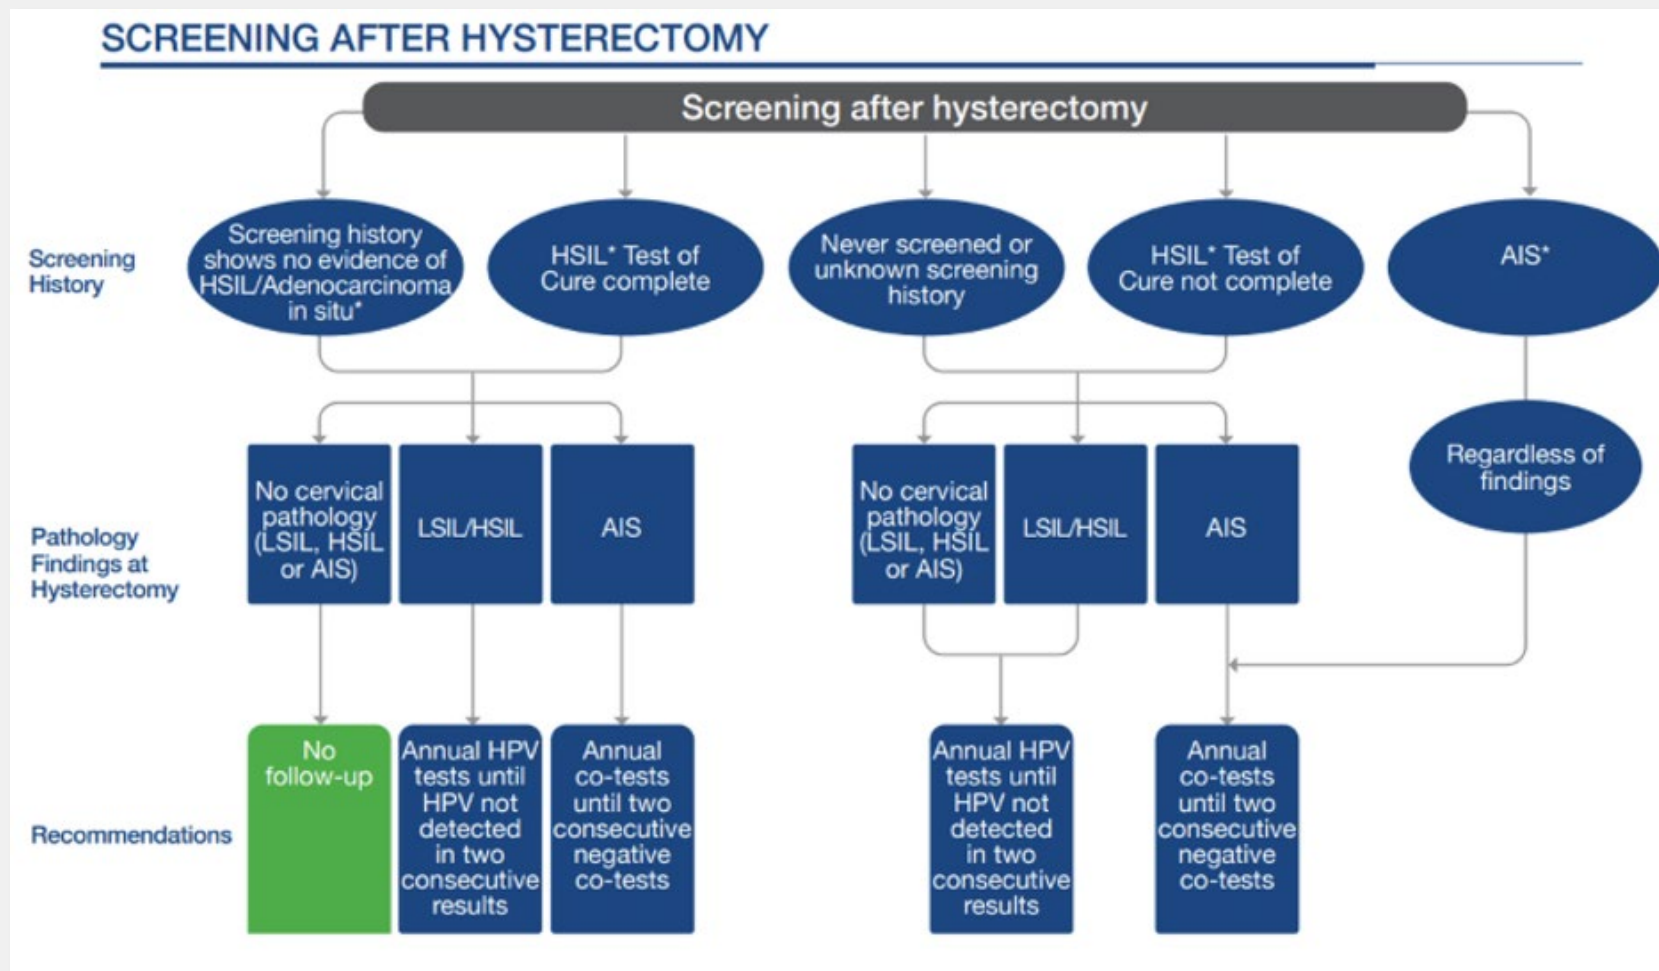 SCREENING AFTER HYSTERECTOMY
Screening after hysterectomy
Screening
History
Screening history
shows no evidence of
HSIL/Adenocarcinoma
in situ*
HSIL* Test of
Cure complete
Never screened or
unknown screening
history
HSIL* Test of
Cure not complete
AIS*
Regardless of
findings
Pathology
Findings at
Hysterectomy
No cervical
pathology
(LSIL, HSIL
or AIS)
LSIL/HSIL
AIS
No cervical
pathology
(LSIL, HSIL
or AIS)
LSIL/HSIL
AIS
Recommendations
No
follow-up
Annual HPV
tests until
HPV not
detected
in two
consecutive
results
Annual
co-tests
until two
consecutive
negative
co-tests
Annual HPV
tests until
HPV not
detected
in two
consecutive
results
Annual
co-tests
until two
consecutive
negative
co-tests